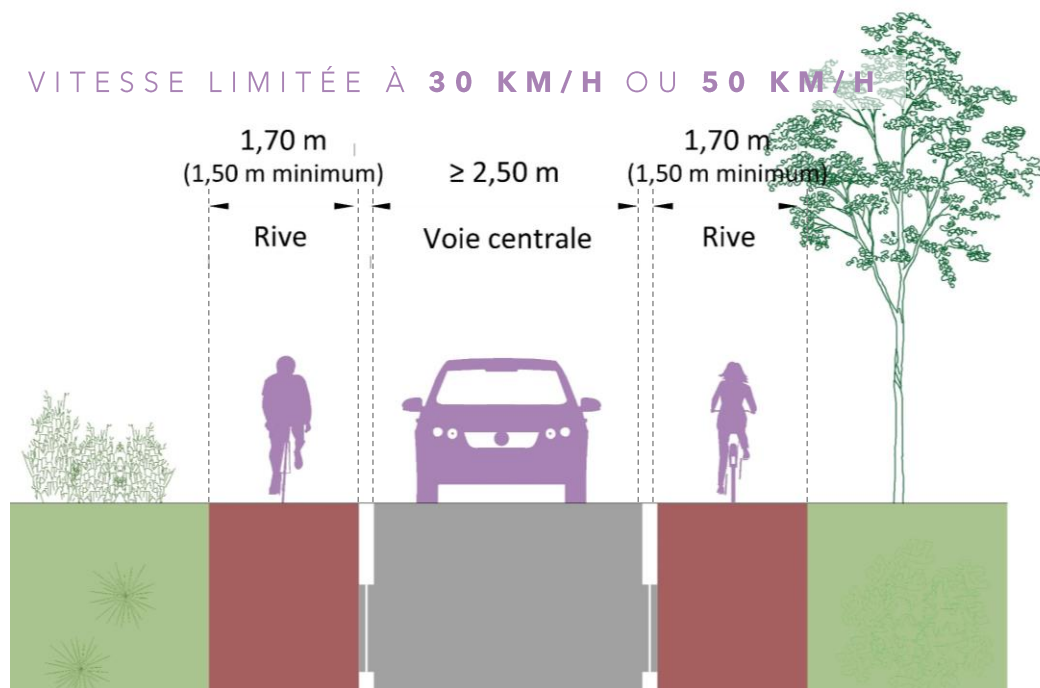 VITESSE LIMITÉE À 30 KM/H OU 50 KM/H
1,70 m
(1,50 m minimum)
Rive
≥ 2,50 m
Voie centrale
1,70 m
(1,50 m minimum)
Rive